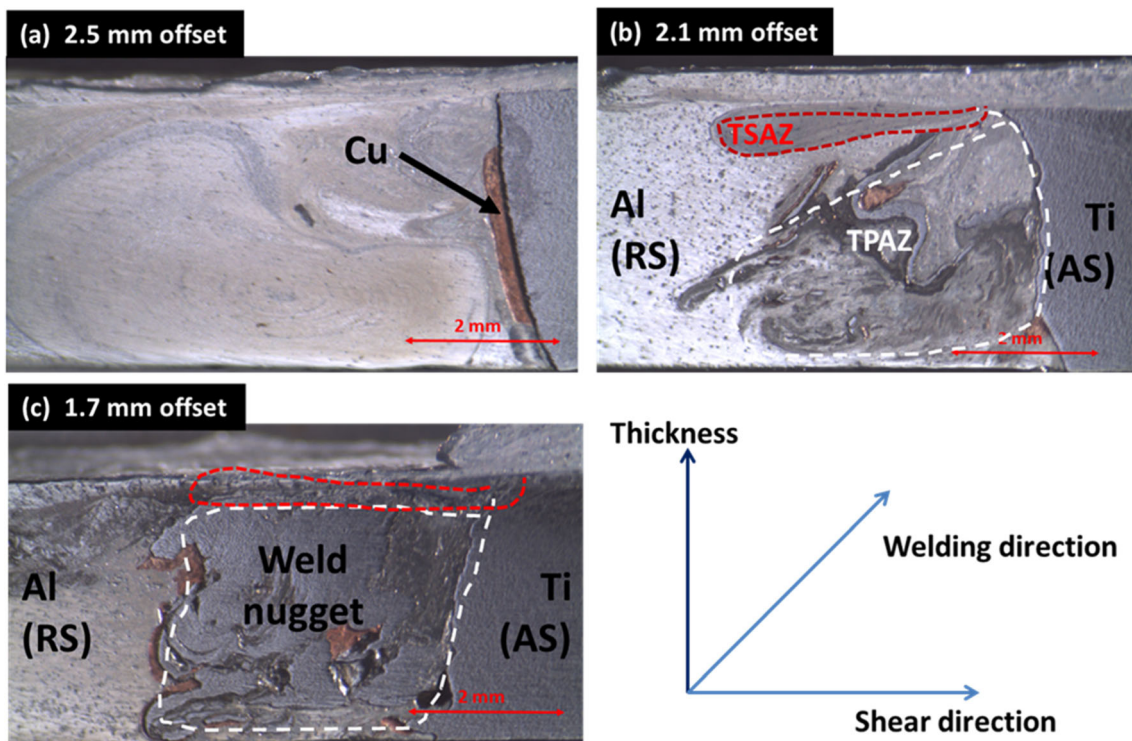 (a) 2.5 mm offset
Cu
2 mm
(b) 2.1 mm offset
TSAZ
Al
(RS)
TPAZ
Ti
(AS)
2 mm
(c) 1.7 mm offset
Al
(RS)
Weld
nugget
Ti
(AS)
2 mm
Thickness
Welding direction
Shear direction